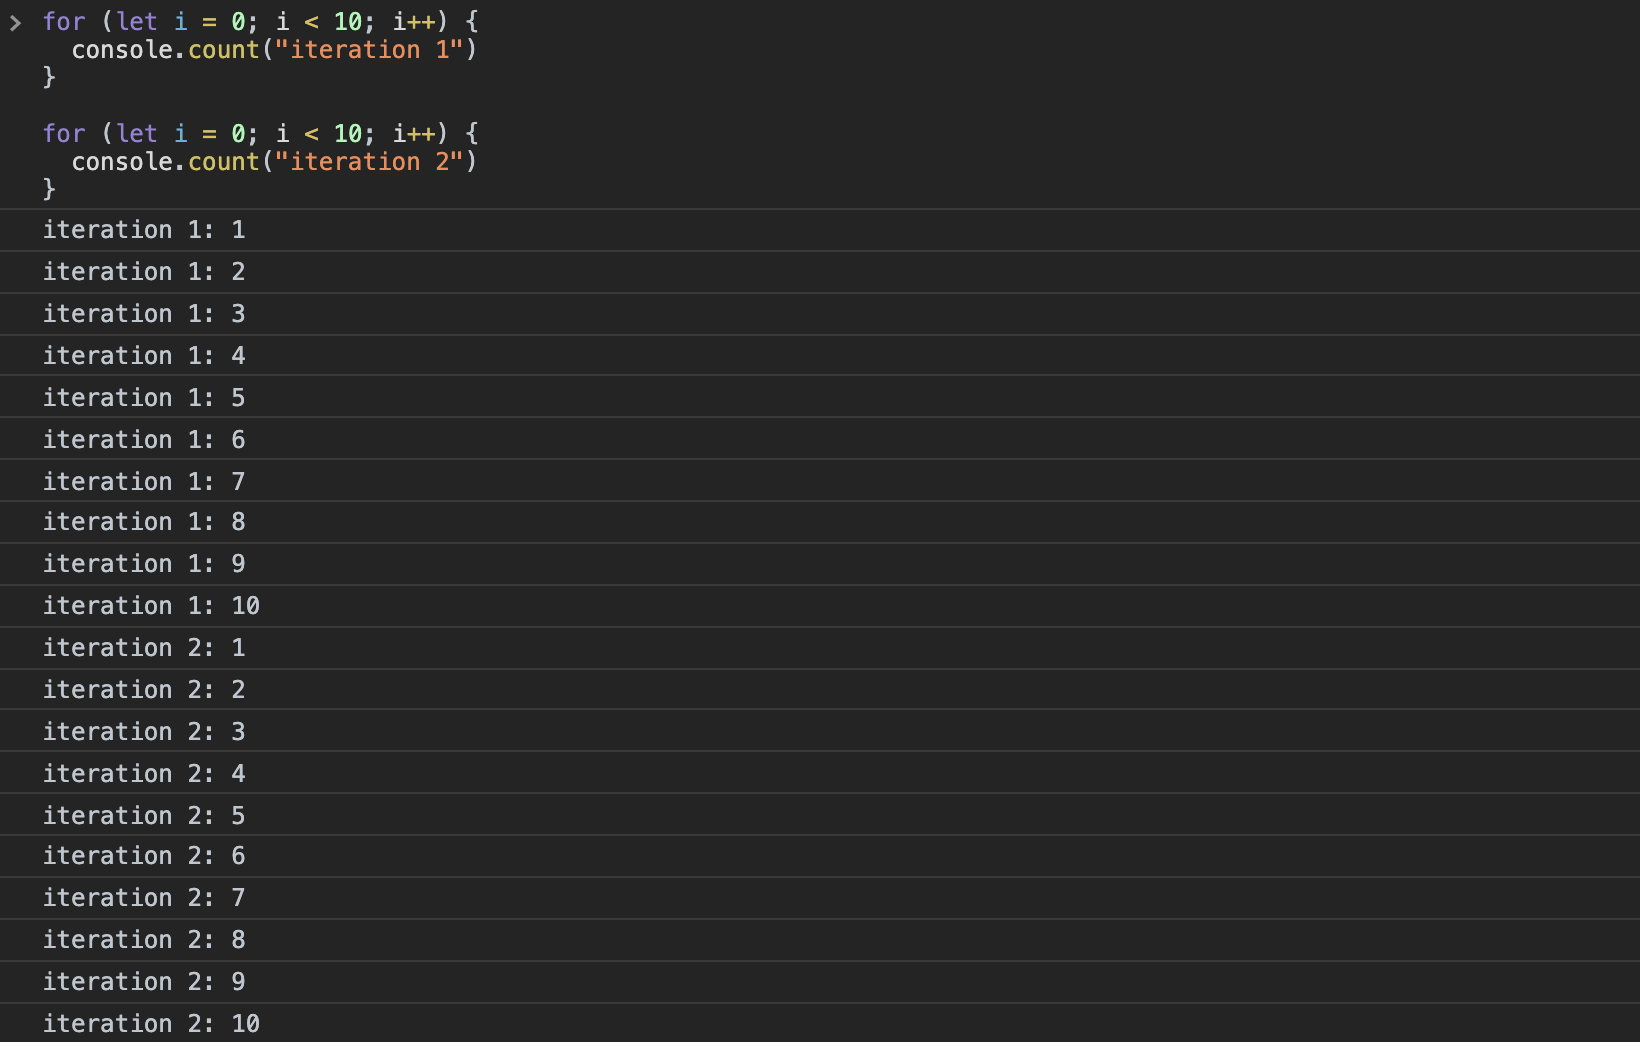 for (let i = 0; i < 10; i++) {
  console.count("iteration 1")
}

for (let i = 0; i < 10; i++) {
  console.count("iteration 2")
}
iteration 1: 1
iteration 1: 2
iteration 1: 3
iteration 1: 4
iteration 1: 5
iteration 1: 6
iteration 1: 7
iteration 1: 8
iteration 1: 9
iteration 1: 10
iteration 2: 1
iteration 2: 2
iteration 2: 3
iteration 2: 4
iteration 2: 5
iteration 2: 6
iteration 2: 7
iteration 2: 8
iteration 2: 9
iteration 2: 10